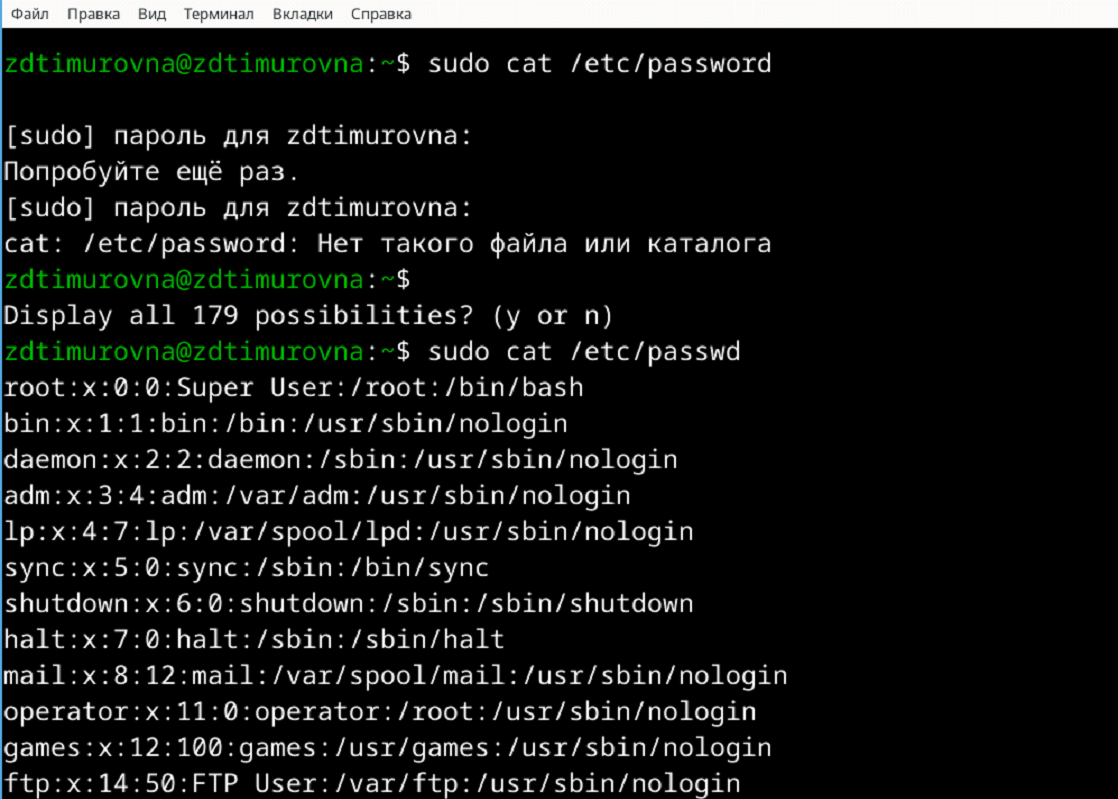 Файл Правка Вид Терминал Вкладки Справка
zdtimurovna@zdtimurovna:~$ sudo cat /etc/password
[sudo] пароль для zdtimurovna:
Попробуйте ещё раз.
[sudo] пароль для zdtimurovna:
cat: /etc/password: Нет такого файла или каталога
zdtimurovna@zdtimurovna:~$
Display all 179 possibilities? (y or n)
zdtimurovna@zdtimurovna:~$ sudo cat /etc/passwd
root:x:0:0:Super User:/root:/bin/bash
bin:x:1:1:bin:/bin:/usr/sbin/nologin
daemon:x:2:2:daemon:/sbin:/usr/sbin/nologin
adm:x:3:4:adm:/var/adm:/usr/sbin/nologin
lp:x:4:7:lp:/var/spool/lpd:/usr/sbin/nologin
sync:x:5:0:sync:/sbin:/bin/sync
shutdown:x:6:0:shutdown:/sbin:/sbin/shutdown
halt:x:7:0:halt:/sbin:/sbin/halt
mail:x:8:12:mail:/var/spool/mail:/usr/sbin/nologin
operator:x:11:0:operator:/root:/usr/sbin/nologin
games:x:12:100:games:/usr/games:/usr/sbin/nologin
ftp:x:14:50:FTP User:/var/ftp:/usr/sbin/nologin